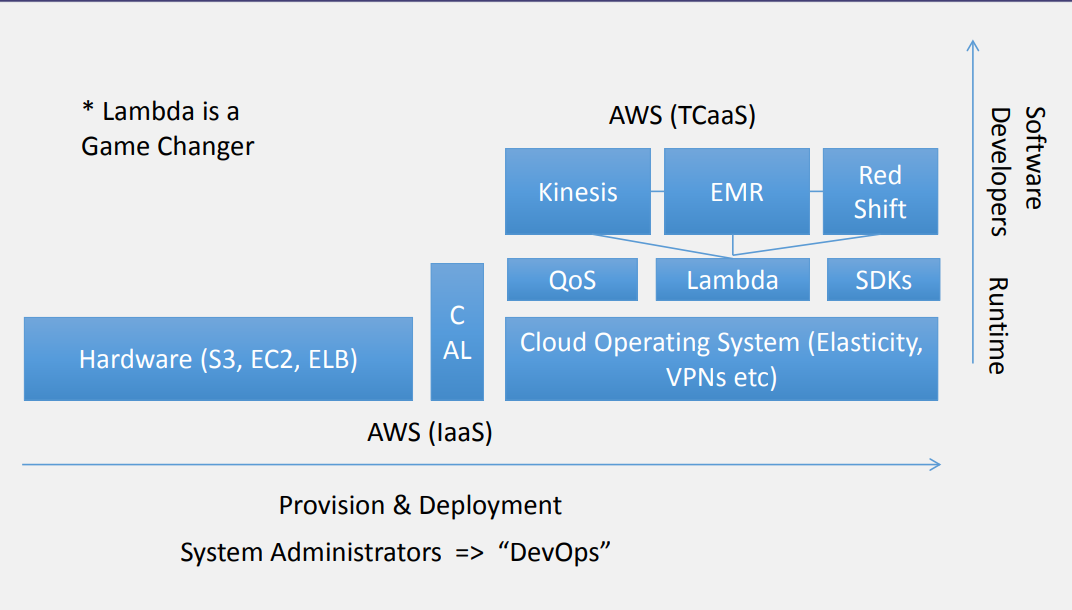 * Lambda is a
Game Changer
AWS (TCaaS)
Kinesis
EMR
Red
Shift
QoS
Lambda
SDKs
C
AL
Hardware (S3, EC2, ELB)
Cloud Operating System (Elasticity,
VPNs etc)
AWS (IaaS)
Provision & Deployment
System Administrators => “DevOps”
Software
Developers
Runtime